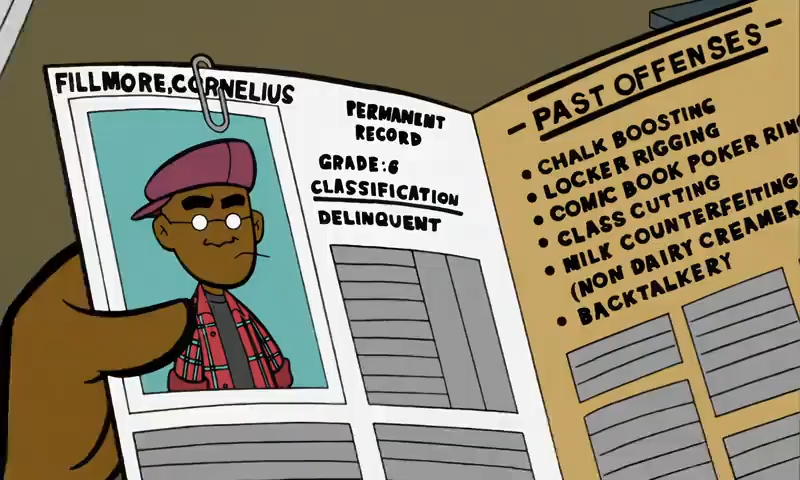 FILLMORE, CORNELIUS
PERMANENT
RECORD
GRADE: 6
CLASSIFICATION
DELINQUENT
- PAST OFFENSES -
• CHALK BOOSTING
• LOCKER RIGGING
• COMIC BOOK POKER RIN
• CLASS CUTTING
• MILK COUNTERFEITING
(NON DAIRY CREAMER
• BACKTALKERY